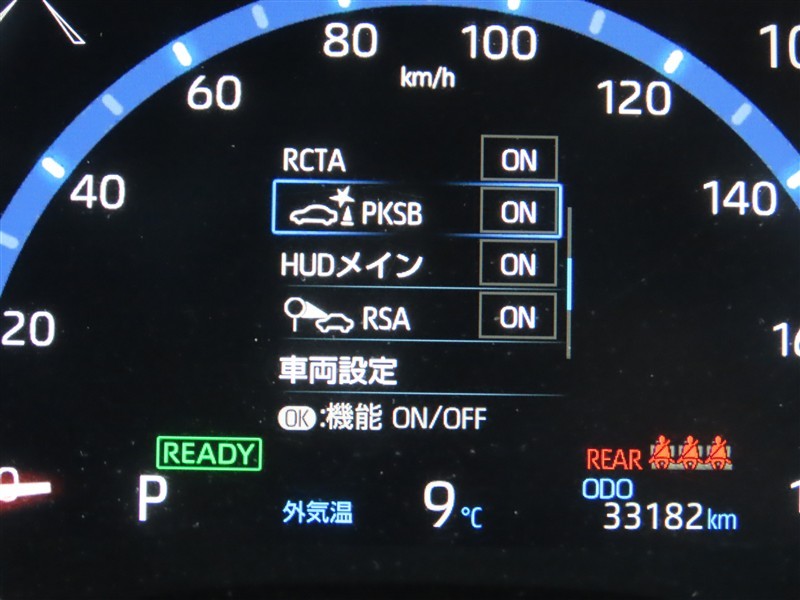 80
100
km/h
60
120
40
140
20
RCTA ON
PKSB ON
HUDメイン ON
RSA ON
車両設定
OK:機能 ON/OFF
READY
REAR
P
外気温 9℃
ODO
33182km